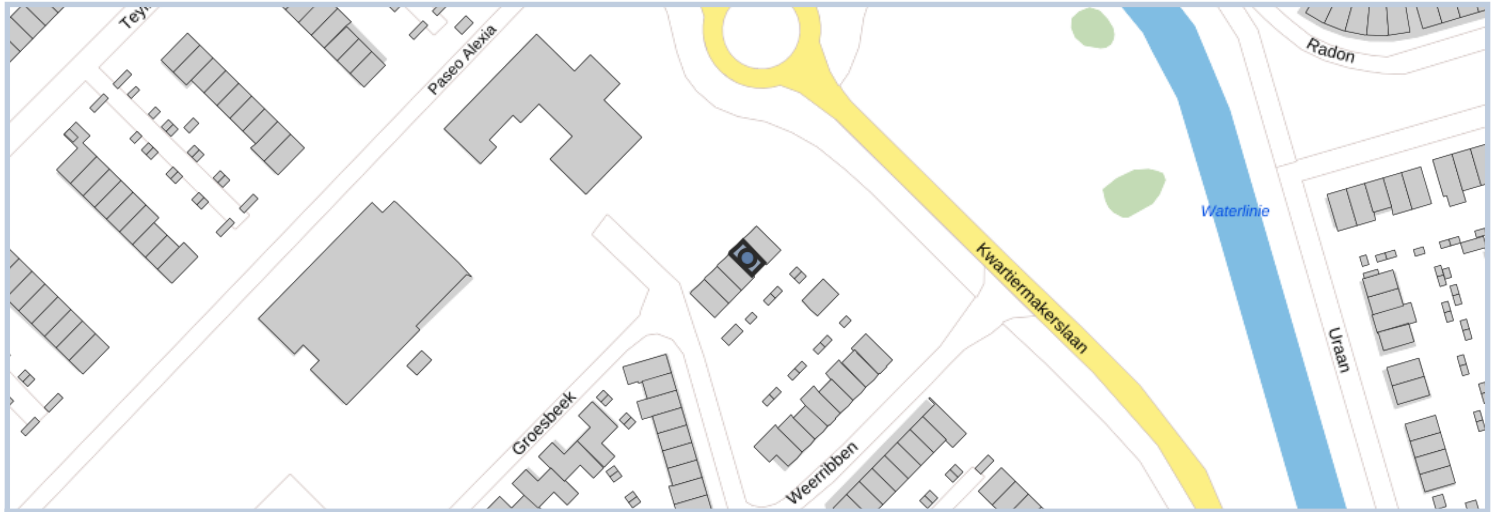 Paseo Alexia
Radon
Waterlinie
Kwartiermakerslaan
Uraan
Groesbeek
Weerribben